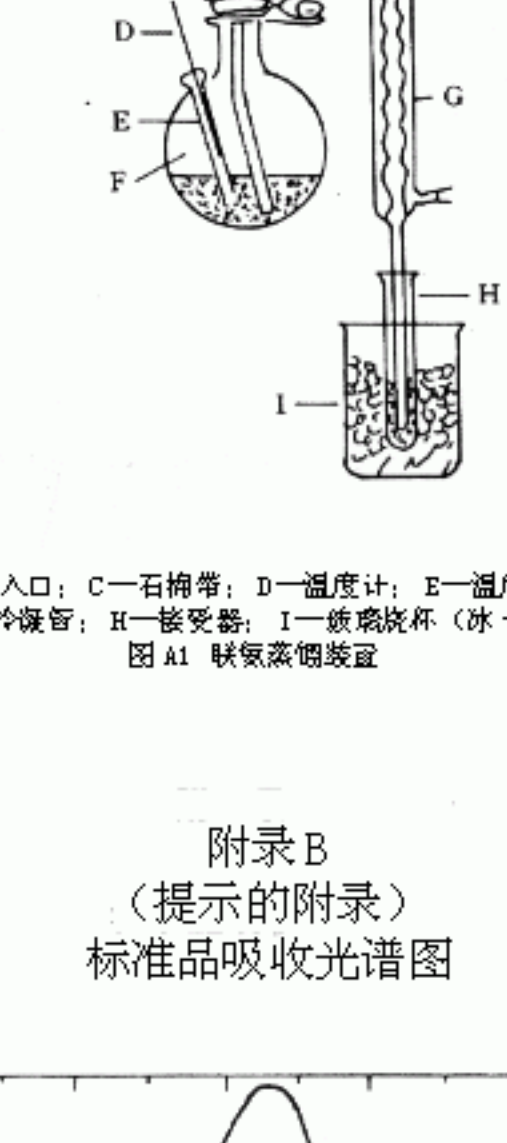 D
G
E
F
H
I
入口； C—石棉带； D—温度计； E—温
冷凝管； H—接受器； I—玻璃烧杯（冰
图 A1 联氨蒸馏装置
附录B
（提示的附录）
标准品吸收光谱图